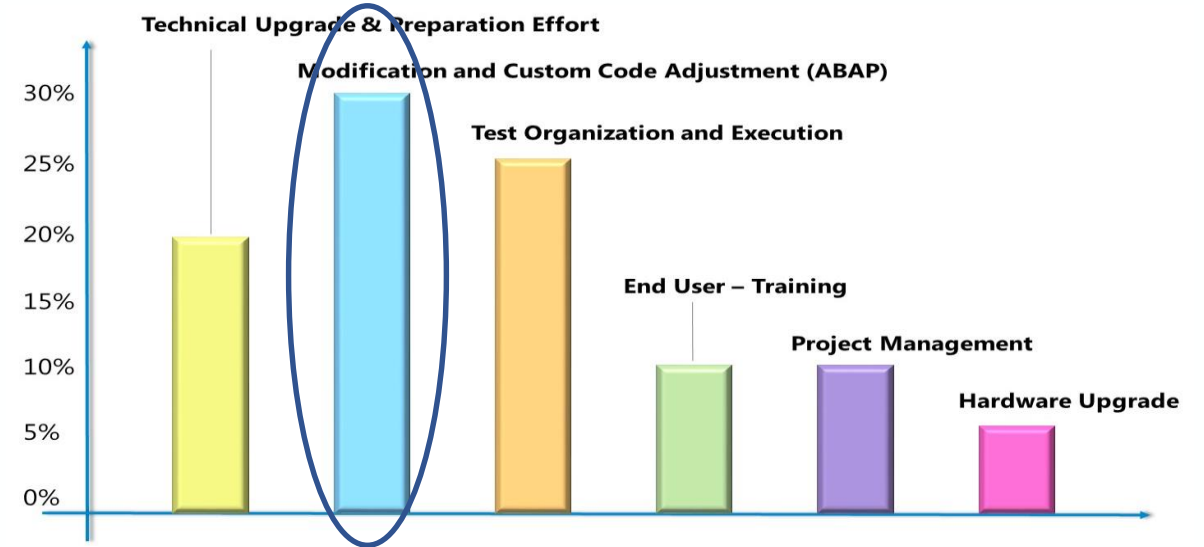 Technical Upgrade & Preparation Effort
Modification and Custom Code Adjustment (ABAP)
30%
Test Organization and Execution
25%
20%
End User – Training
15%
Project Management
10%
Hardware Upgrade
5%
0%